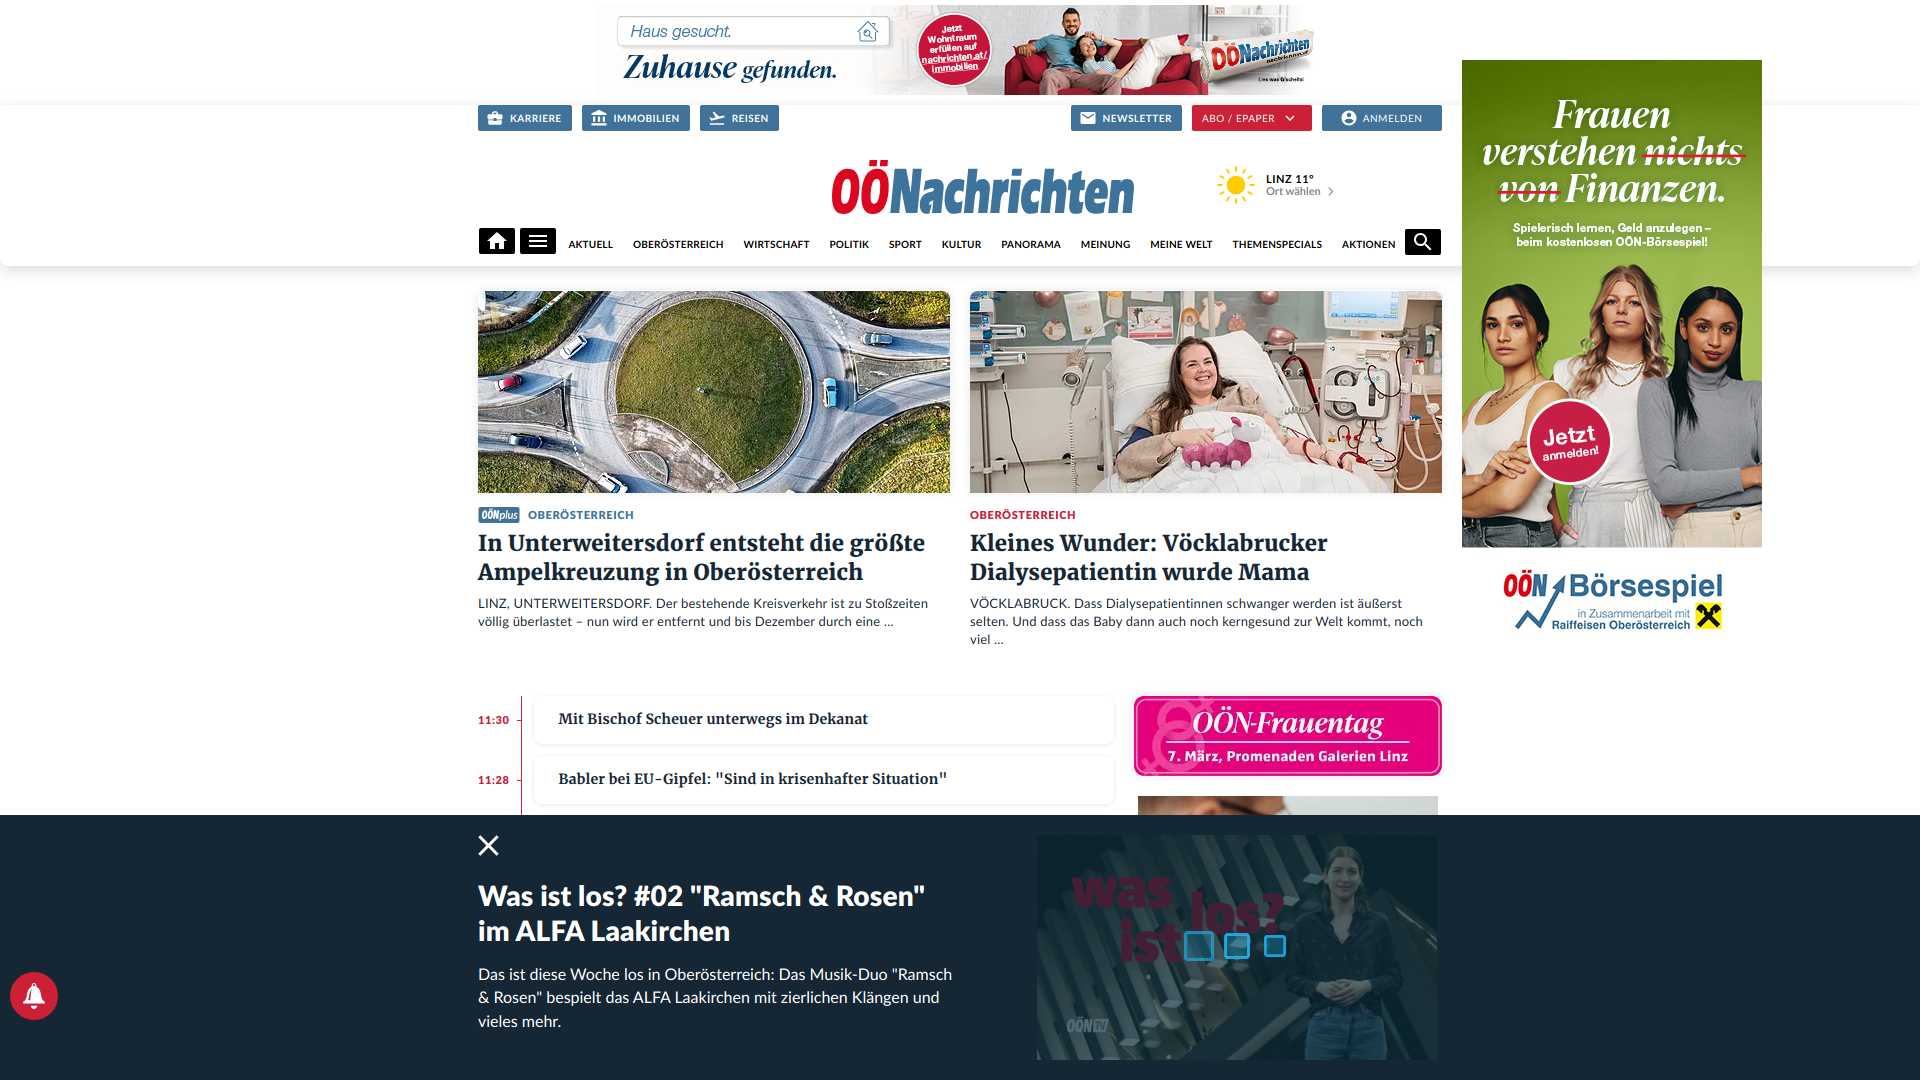 Haus gesucht.
Zuhause gefunden.
Jetzt
Wohntraum
erfüllen auf
nachrichten.at/
immobilien
OÖNachrichten
Lies was G'scheits!
KARRIERE
IMMOBILIEN
REISEN
NEWSLETTER
ABO / EPAPER
ANMELDEN
OÖNachrichten
LINZ 11°
Ort wählen
AKTUELL
OBERÖSTERREICH
WIRTSCHAFT
POLITIK
SPORT
KULTUR
PANORAMA
MEINUNG
MEINE WELT
THEMENSPECIALS
AKTIONEN
Frauen
verstehen nichts
von Finanzen.
Spielerisch lernen, Geld anzulegen –
beim kostenlosen OÖN-Börsespiel!
Jetzt
anmelden!
OÖN Börsespiel
in Zusammenarbeit mit
Raiffeisen Oberösterreich
OÖNplus OBERÖSTERREICH
In Unterweitersdorf entsteht die größte
Ampelkreuzung in Oberösterreich
LINZ, UNTERWEITERSDORF. Der bestehende Kreisverkehr ist zu Stoßzeiten
völlig überlastet – nun wird er entfernt und bis Dezember durch eine ...
OBERÖSTERREICH
Kleines Wunder: Vöcklabrucker
Dialysepatientin wurde Mama
VÖCKLABRUCK. Dass Dialysepatientinnen schwanger werden ist äußerst
selten. Und dass das Baby dann auch noch kerngesund zur Welt kommt, noch
viel ...
11:30
Mit Bischof Scheuer unterwegs im Dekanat
11:28
Babler bei EU-Gipfel: "Sind in krisenhafter Situation"
OÖN-Frauentag
7. März, Promenaden Galerien Linz
Was ist los? #02 "Ramsch & Rosen"
im ALFA Laakirchen
Das ist diese Woche los in Oberösterreich: Das Musik-Duo "Ramsch
& Rosen" bespielt das ALFA Laakirchen mit zierlichen Klängen und
vieles mehr.
was
ist los?
OÖN TV